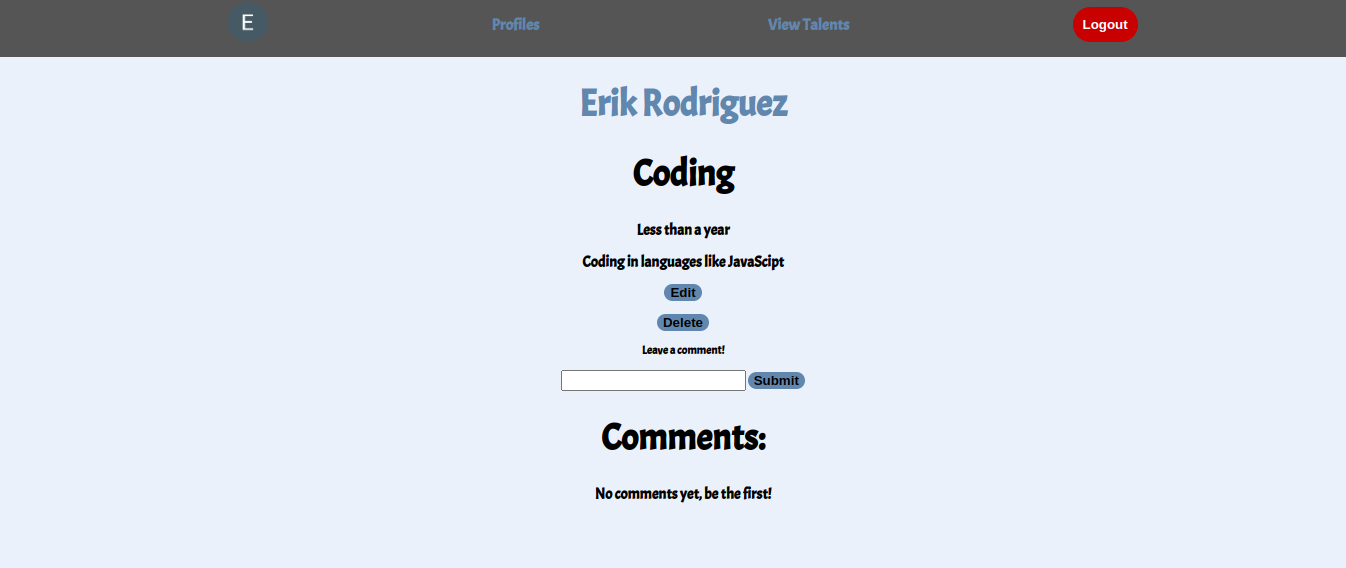 E
Profiles
View Talents
Logout
Erik Rodriguez
Coding
Less than a year
Coding in languages like JavaScipt
Edit
Delete
Leave a comment!
Submit
Comments:
No comments yet, be the first!